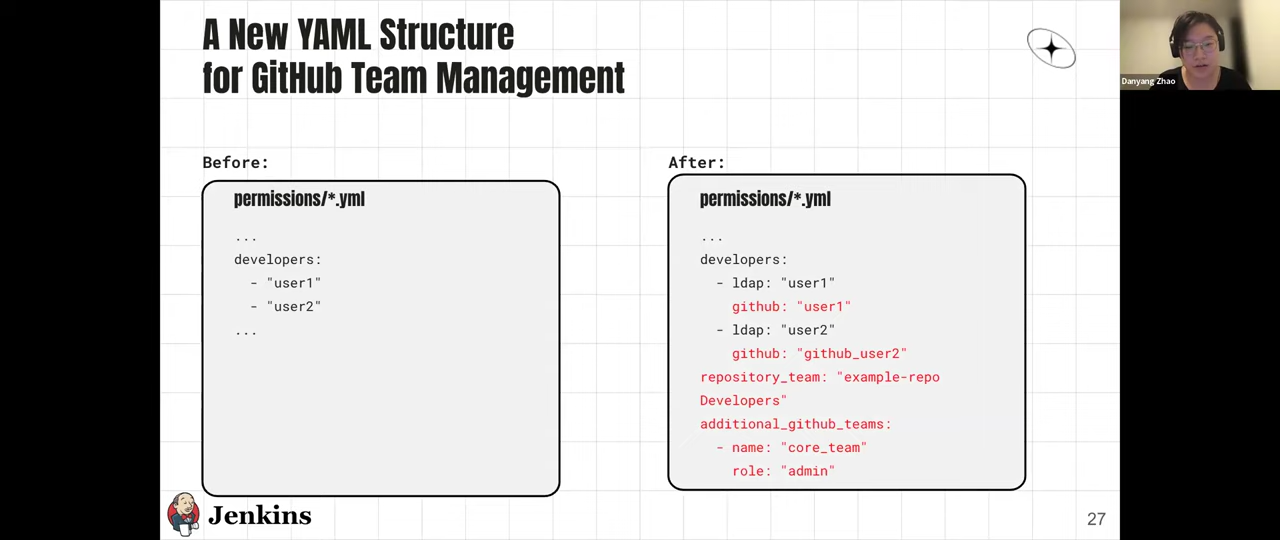 A New YAML Structure
for GitHub Team Management
Danyang Zhao
Before:
permissions/*.yml
...
developers:
  - "user1"
  - "user2"
...
After:
permissions/*.yml
...
developers:
  - ldap: "user1"
    github: "user1"
  - ldap: "user2"
    github: "github_user2"
repository_team: "example-repo
Developers"
additional_github_teams:
  - name: "core_team"
    role: "admin"
Jenkins
27